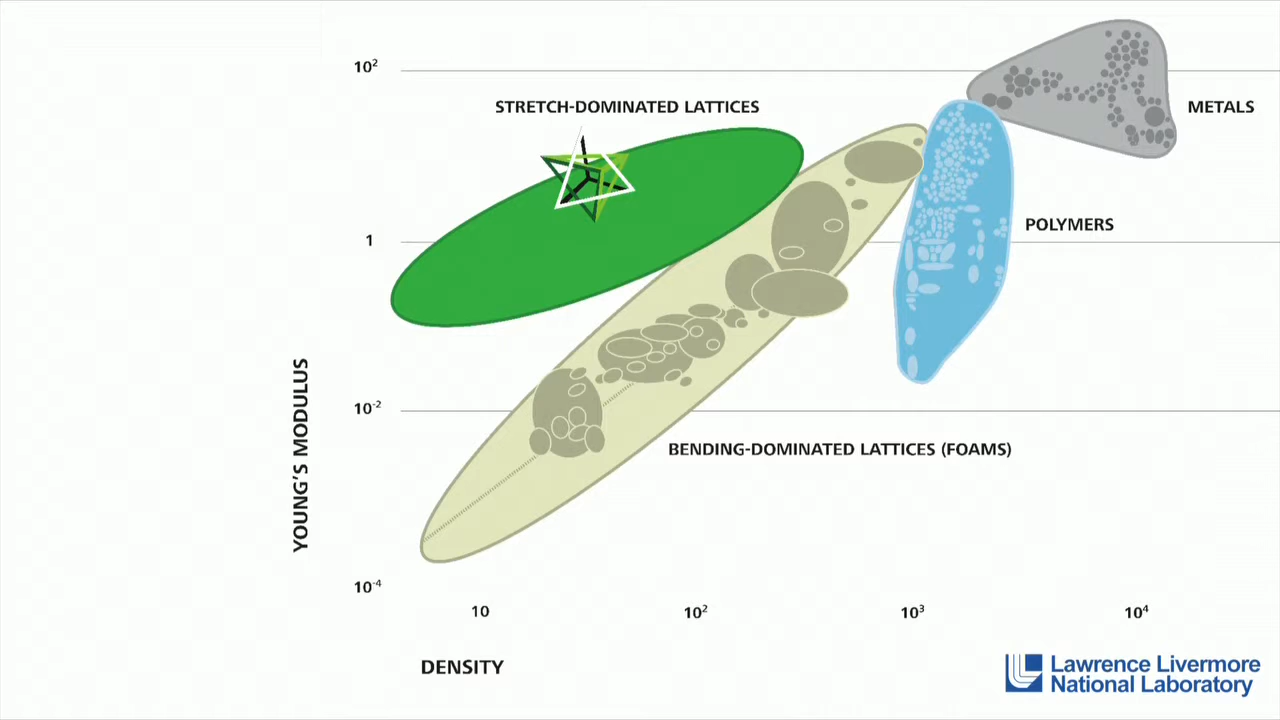 10²
STRETCH-DOMINATED LATTICES
METALS
POLYMERS
1
YOUNG'S MODULUS
10⁻²
BENDING-DOMINATED LATTICES (FOAMS)
10⁻⁴
10 10² 10³ 10⁴
DENSITY
Lawrence Livermore
National Laboratory